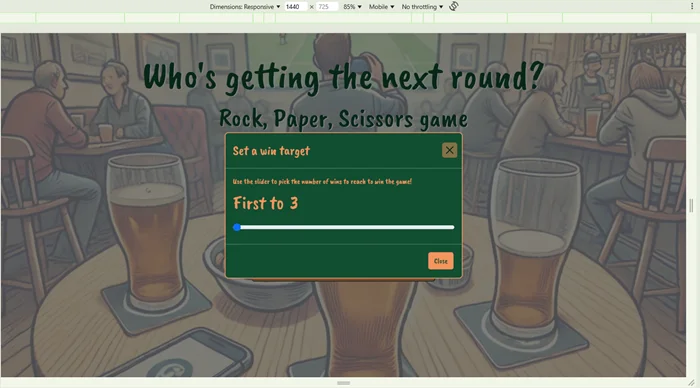 Dimensions: Responsive 1440 × 725 85% Mobile No throttling
Who's getting the next round?
Rock, Paper, Scissors game
Set a win target
Use the slider to pick the number of wins to reach to win the game!
First to 3
Close